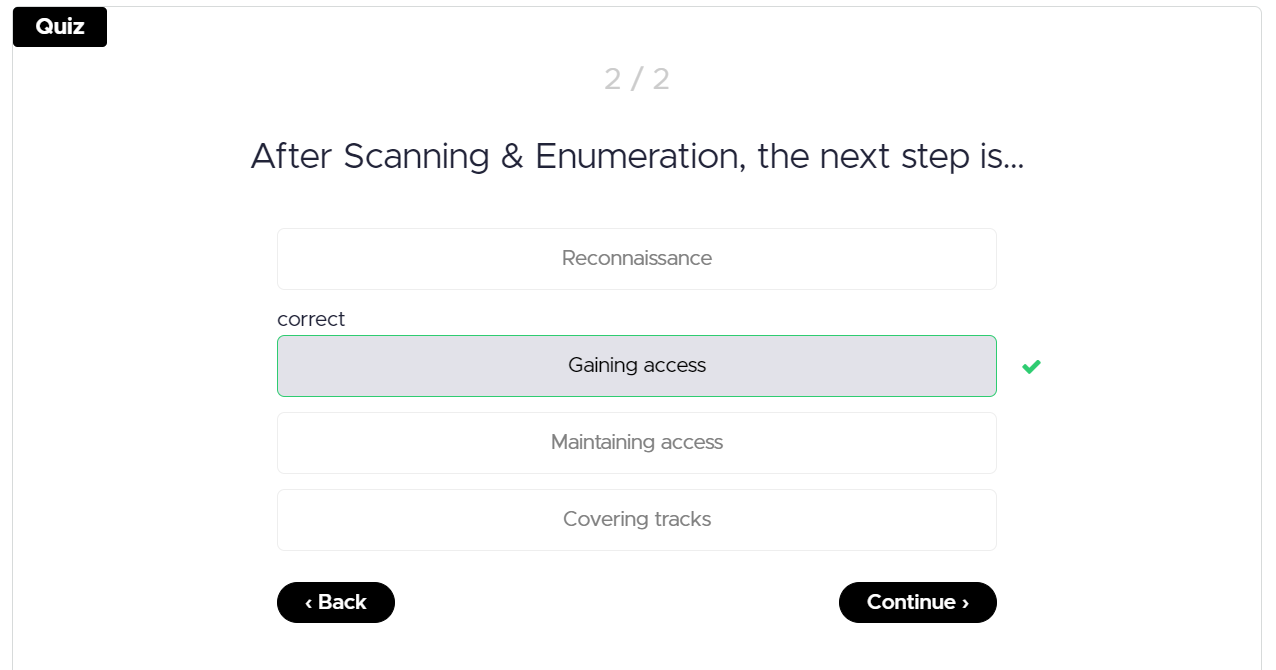 Quiz
2 / 2
After Scanning & Enumeration, the next step is...
Reconnaissance
correct
Gaining access
Maintaining access
Covering tracks
‹ Back
Continue ›